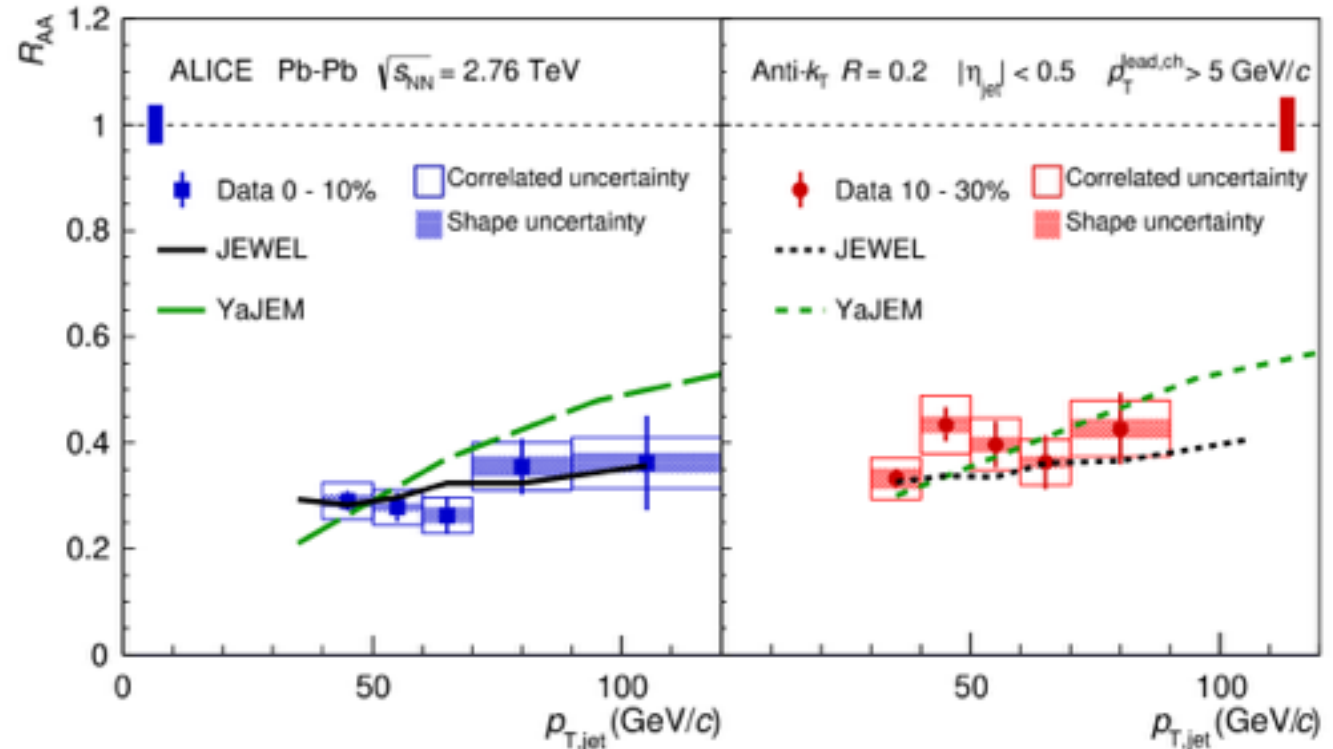 R_AA
1.2
1
0.8
0.6
0.4
0.2
0
ALICE Pb-Pb √s_NN = 2.76 TeV
Data 0 - 10%
Correlated uncertainty
Shape uncertainty
JEWEL
YaJEM
0 50 100
p_T,jet (GeV/c)
Anti-k_T R = 0.2 |η_jet| < 0.5 p_T^lead,ch > 5 GeV/c
Data 10 - 30%
Correlated uncertainty
Shape uncertainty
JEWEL
YaJEM
50 100
p_T,jet (GeV/c)